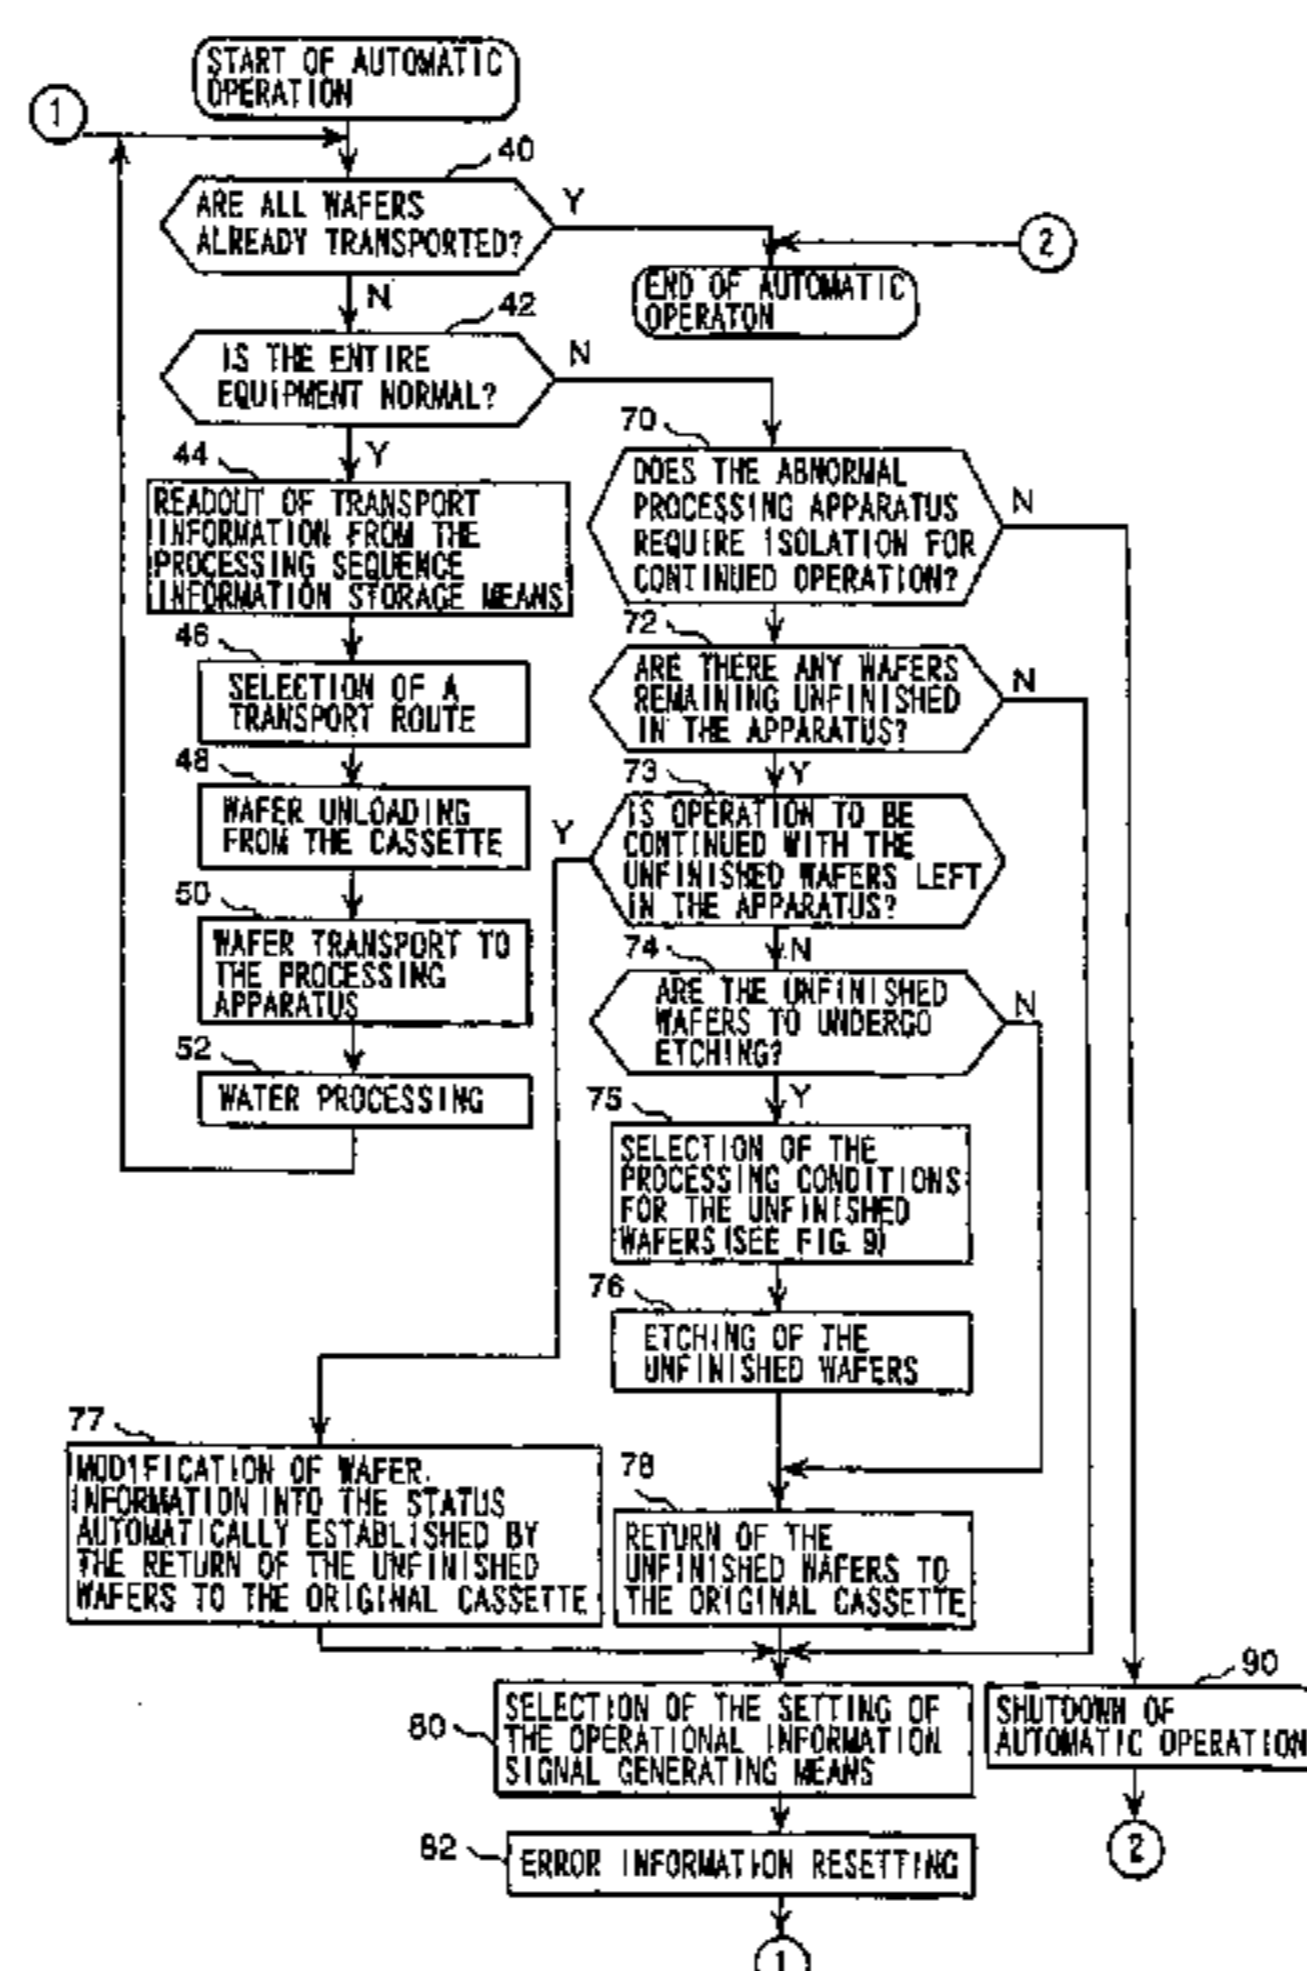 START OF AUTOMATIC
OPERATION
1
40
ARE ALL WAFERS
ALREADY TRANSPORTED?
Y
2
END OF AUTOMATIC
OPERATON
N
42
IS THE ENTIRE
EQUIPMENT NORMAL?
N
Y
44
READOUT OF TRANSPORT
INFORMATION FROM THE
PROCESSING SEQUENCE
INFORMATION STORAGE MEANS
46
SELECTION OF A
TRANSPORT ROUTE
48
WAFER UNLOADING
FROM THE CASSETTE
50
WAFER TRANSPORT TO
THE PROCESSING
APPARATUS
52
WATER PROCESSING
70
DOES THE ABNORMAL
PROCESSING APPARATUS
REQUIRE ISOLATION FOR
CONTINUED OPERATION?
N
72
ARE THERE ANY WAFERS
REMAINING UNFINISHED
IN THE APPARATUS?
N
Y
73
IS OPERATION TO BE
CONTINUED WITH THE
UNFINISHED WAFERS LEFT
IN THE APPARATUS?
Y
N
74
ARE THE UNFINISHED
WAFERS TO UNDERGO
ETCHING?
N
Y
75
SELECTION OF THE
PROCESSING CONDITIONS
FOR THE UNFINISHED
WAFERS (SEE FIG. 9)
76
ETCHING OF THE
UNFINISHED WAFERS
77
MODIFICATION OF WAFER
INFORMATION INTO THE STATUS
AUTOMATICALLY ESTABLISHED BY
THE RETURN OF THE UNFINISHED
WAFERS TO THE ORIGINAL CASSETTE
78
RETURN OF THE
UNFINISHED WAFERS TO
THE ORIGINAL CASSETTE
80
SELECTION OF THE SETTING OF
THE OPERATIONAL INFORMATION
SIGNAL GENERATING MEANS
90
SHUTDOWN OF
AUTOMATIC OPERATION
82
ERROR INFORMATION RESETTING
2
1